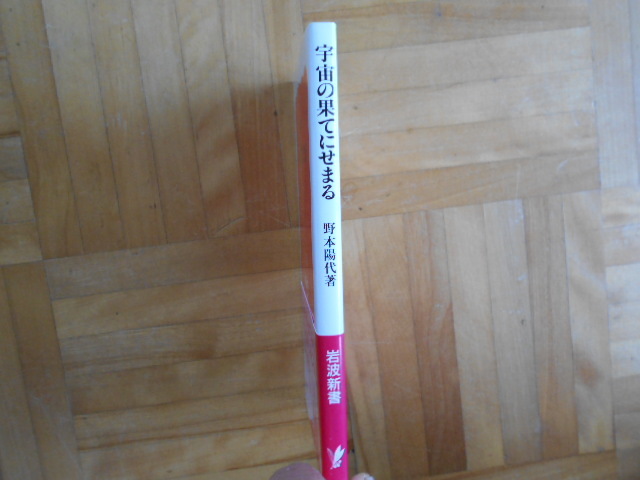 宇宙の果てにせまる
野本陽代著
岩波新書